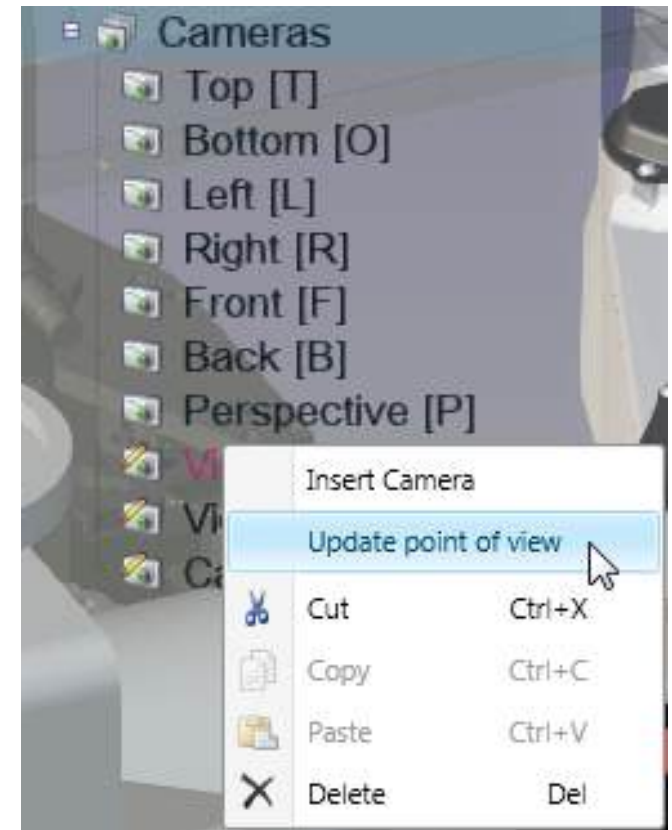 Cameras
Top [T]
Bottom [O]
Left [L]
Right [R]
Front [F]
Back [B]
Perspective [P]
Insert Camera
Update point of view
Cut Ctrl+X
Copy Ctrl+C
Paste Ctrl+V
Delete Del